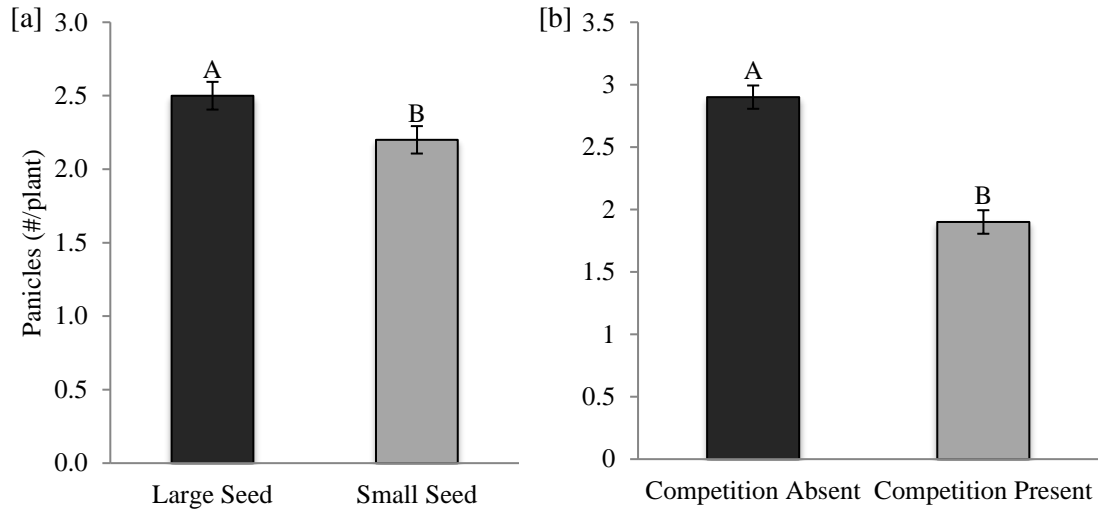 [a]
3.0
2.5
2.0
1.5
1.0
0.5
0.0
Panicles (#/plant)
A
B
Large Seed
Small Seed
[b]
3.5
3
2.5
2
1.5
1
0.5
0
A
B
Competition Absent
Competition Present